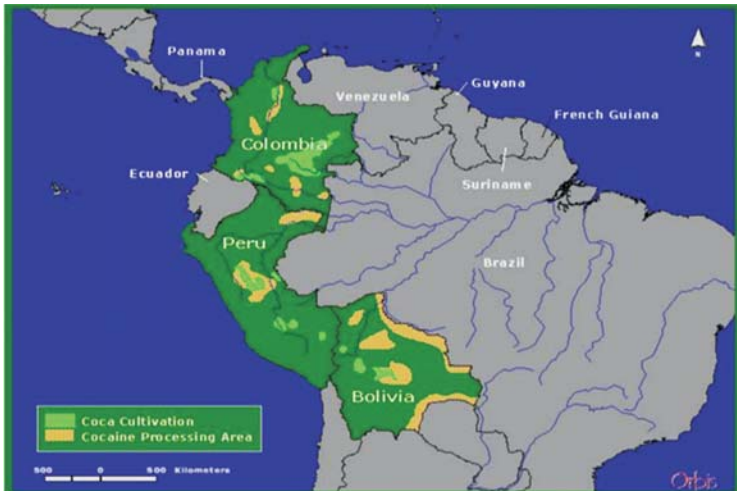 Panama
N
Guyana
Venezuela
French Guiana
Colombia
Ecuador
Suriname
Peru
Brazil
Bolivia
Coca Cultivation
Cocaine Processing Area
500 0 500 Kilometers
Orbis